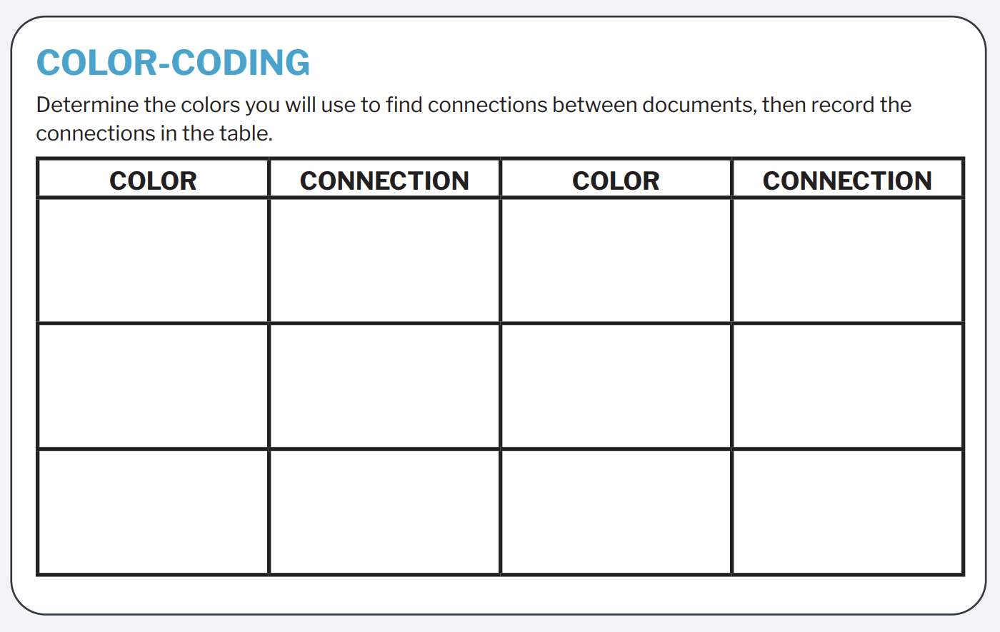 COLOR-CODING
Determine the colors you will use to find connections between documents, then record the
connections in the table.
COLOR CONNECTION COLOR CONNECTION